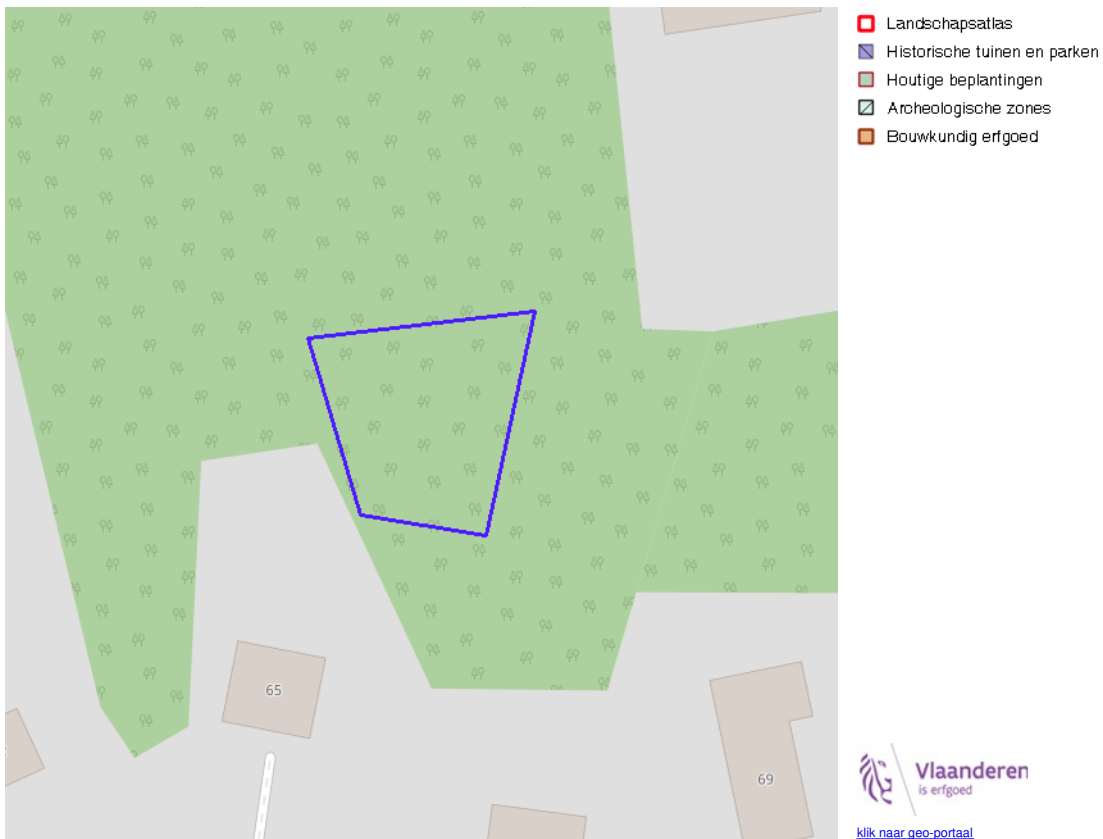 Landschapsatlas
Historische tuinen en parken
Houtige beplantingen
Archeologische zones
Bouwkundig erfgoed
65
69
Vlaanderen
is erfgoed
klik naar geo-portaal